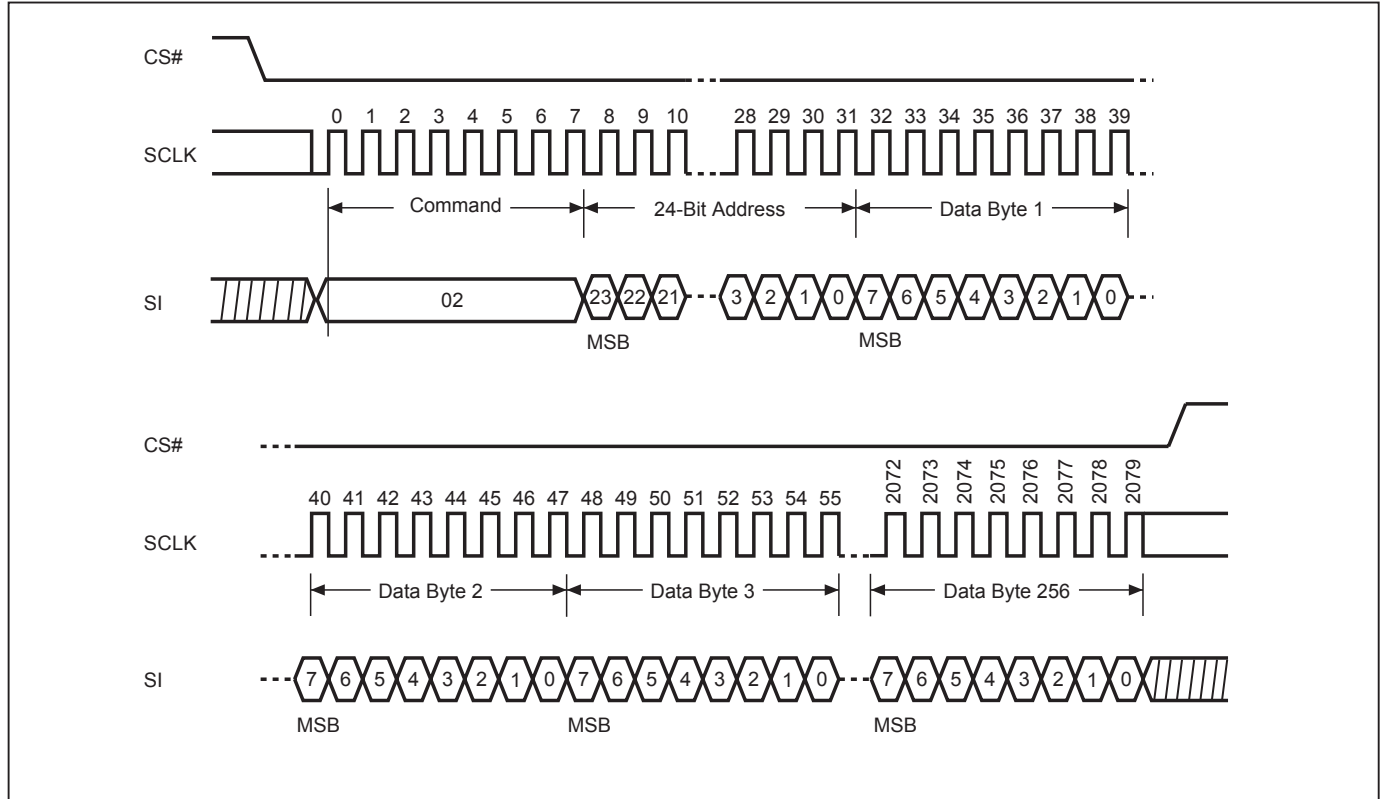 CS#
0 1 2 3 4 5 6 7 8 9 10 28 29 30 31 32 33 34 35 36 37 38 39
SCLK
Command 24-Bit Address Data Byte 1
SI 02 23 22 21 3 2 1 0 7 6 5 4 3 2 1 0
MSB MSB
CS#
2072 2073 2074 2075 2076 2077 2078 2079
40 41 42 43 44 45 46 47 48 49 50 51 52 53 54 55
SCLK
Data Byte 2 Data Byte 3 Data Byte 256
SI 7 6 5 4 3 2 1 0 7 6 5 4 3 2 1 0 7 6 5 4 3 2 1 0
MSB MSB MSB